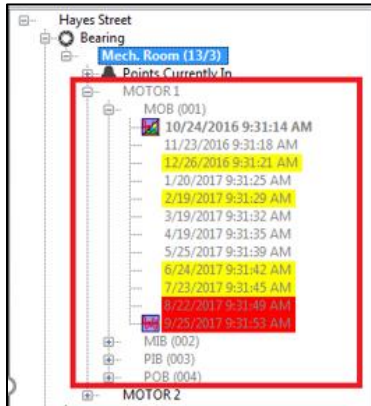 Hayes Street
Bearing
Mech. Room (13/3)
Points Currently In
MOTOR 1
MOB (001)
10/24/2016 9:31:14 AM
11/23/2016 9:31:18 AM
12/26/2016 9:31:21 AM
1/20/2017 9:31:25 AM
2/19/2017 9:31:29 AM
3/19/2017 9:31:32 AM
4/19/2017 9:31:35 AM
5/25/2017 9:31:39 AM
6/24/2017 9:31:42 AM
7/23/2017 9:31:45 AM
8/22/2017 9:31:49 AM
9/25/2017 9:31:53 AM
MIB (002)
PIB (003)
POB (004)
MOTOR 2